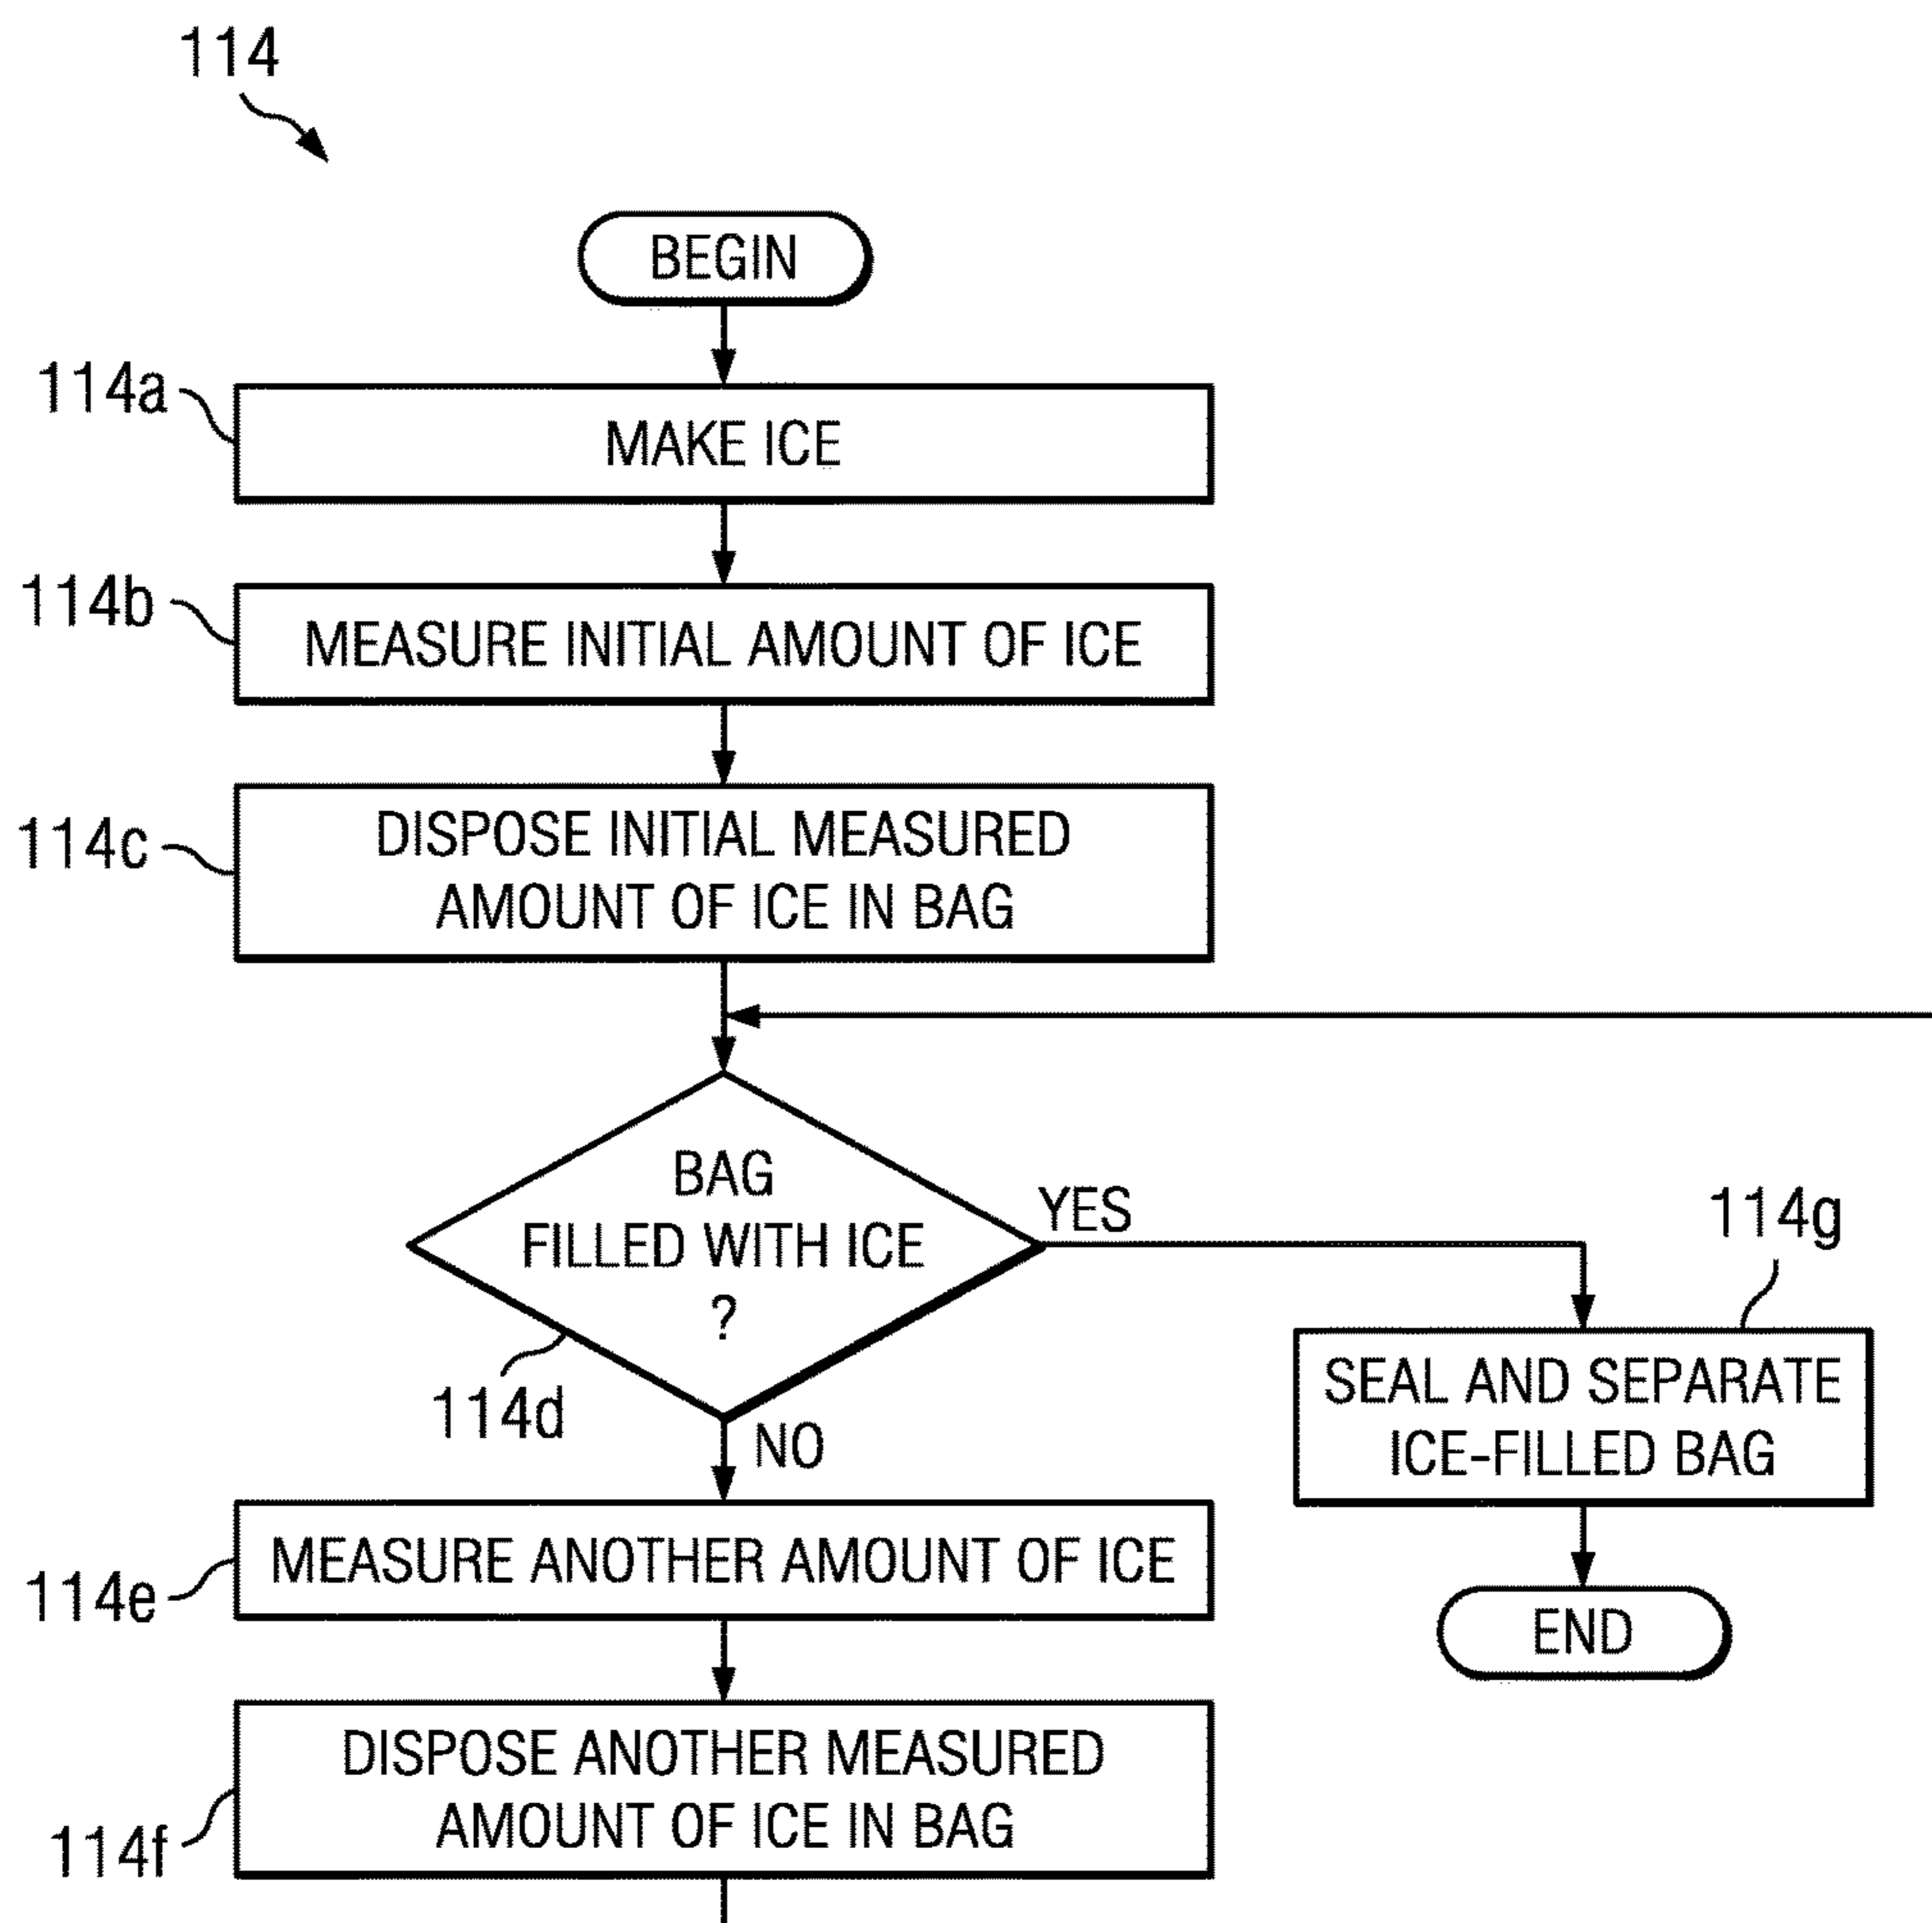 114
BEGIN
114a
MAKE ICE
114b
MEASURE INITIAL AMOUNT OF ICE
114c
DISPOSE INITIAL MEASURED
AMOUNT OF ICE IN BAG
BAG
FILLED WITH ICE
?
YES
114d
NO
114g
SEAL AND SEPARATE
ICE-FILLED BAG
END
114e
MEASURE ANOTHER AMOUNT OF ICE
114f
DISPOSE ANOTHER MEASURED
AMOUNT OF ICE IN BAG